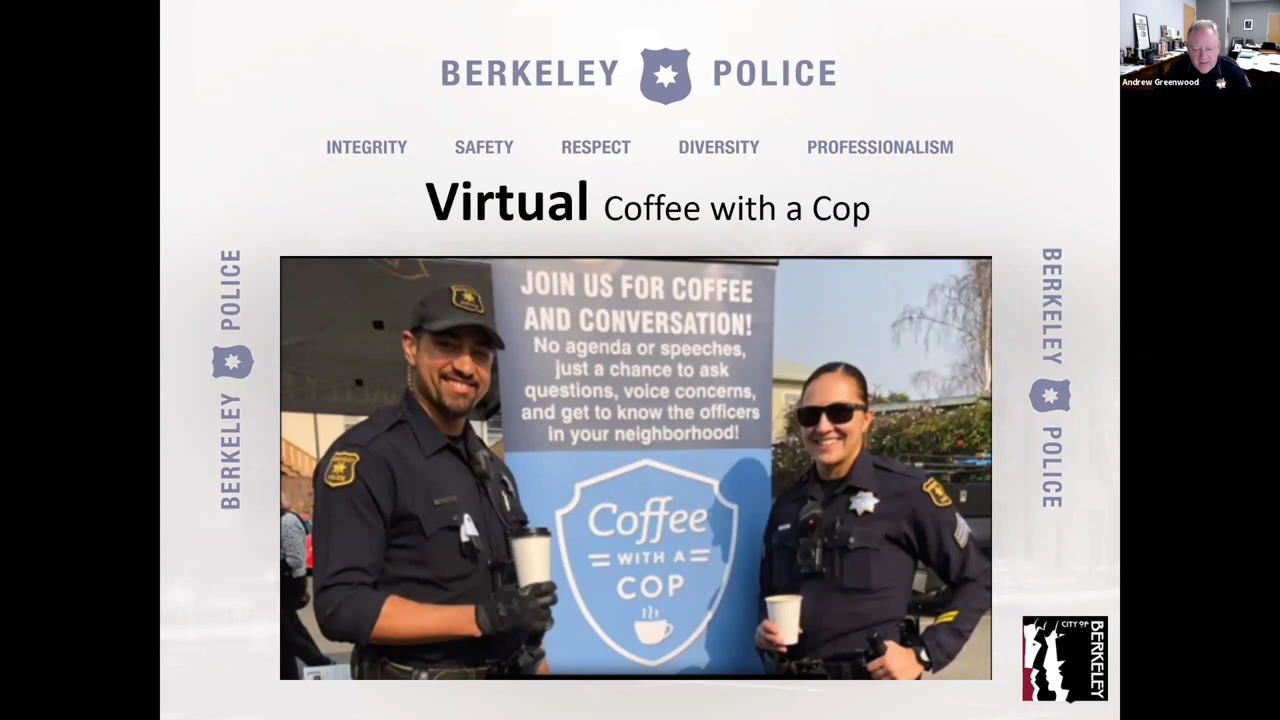 BERKELEY POLICE
Andrew Greenwood
INTEGRITY SAFETY RESPECT DIVERSITY PROFESSIONALISM
Virtual Coffee with a Cop
BERKELEY POLICE
JOIN US FOR COFFEE
AND CONVERSATION!
No agenda or speeches,
just a chance to ask
questions, voice concerns,
and get to know the officers
in your neighborhood!
Coffee
WITH A
COP
BERKELEY POLICE
CITY OF
BERKELEY